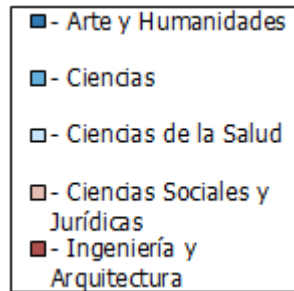 - Arte y Humanidades
- Ciencias
- Ciencias de la Salud
- Ciencias Sociales y
Jurídicas
- Ingeniería y
Arquitectura